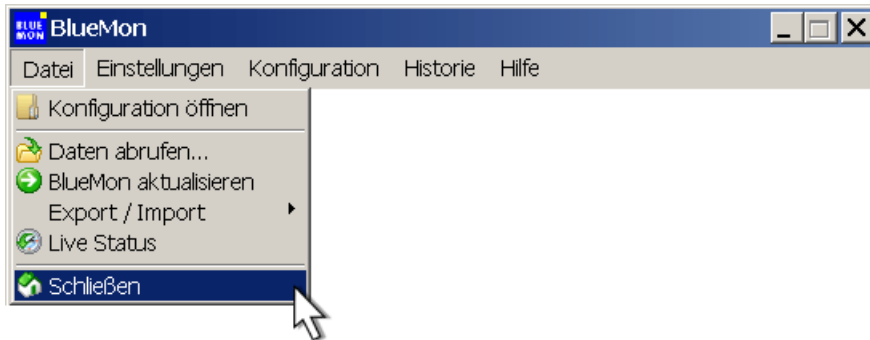 BLUE
MON BlueMon
Datei Einstellungen Konfiguration Historie Hilfe
Konfiguration öffnen
Daten abrufen...
BlueMon aktualisieren
Export / Import
Live Status
Schließen